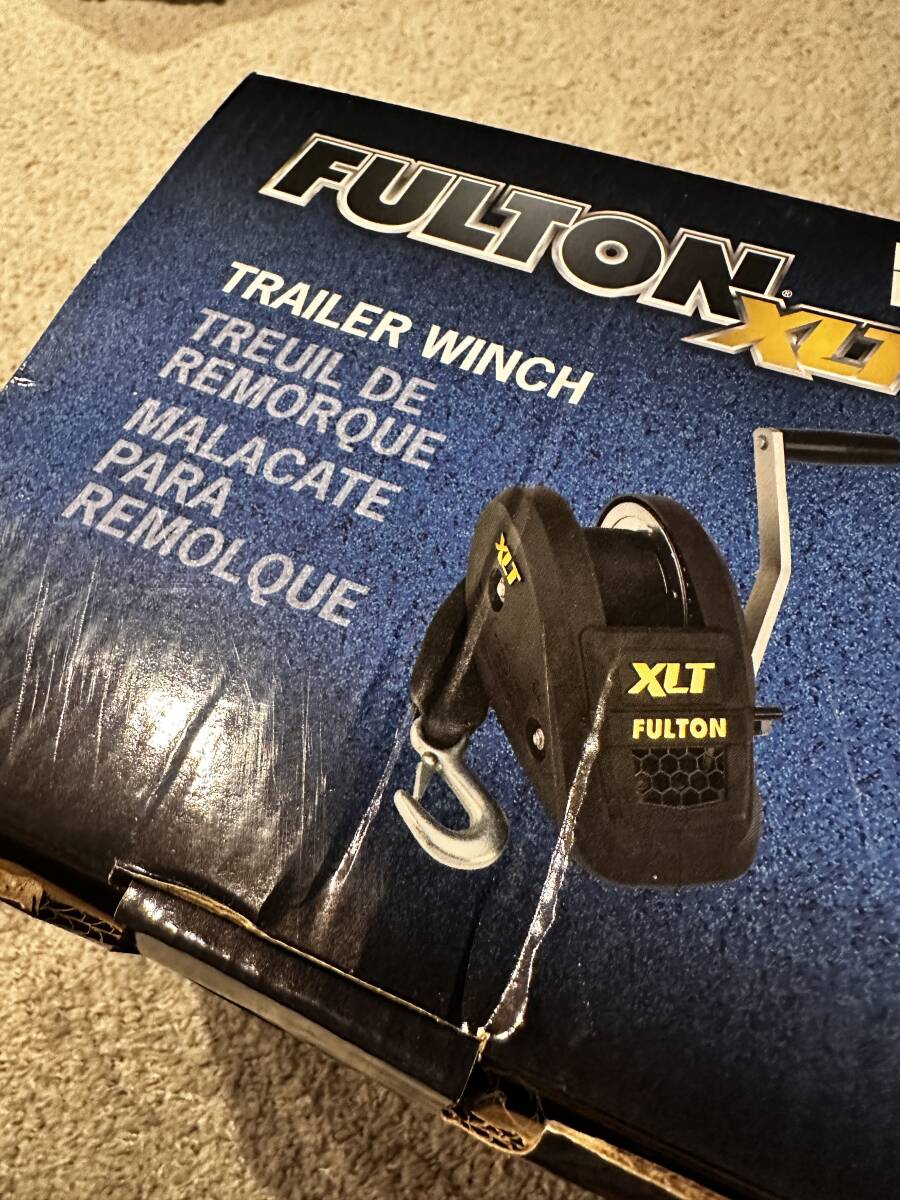 FULTON®
XLT
TRAILER WINCH
TREUIL DE
REMORQUE
MALACATE
PARA
REMOLQUE
XLT
XLT
FULTON